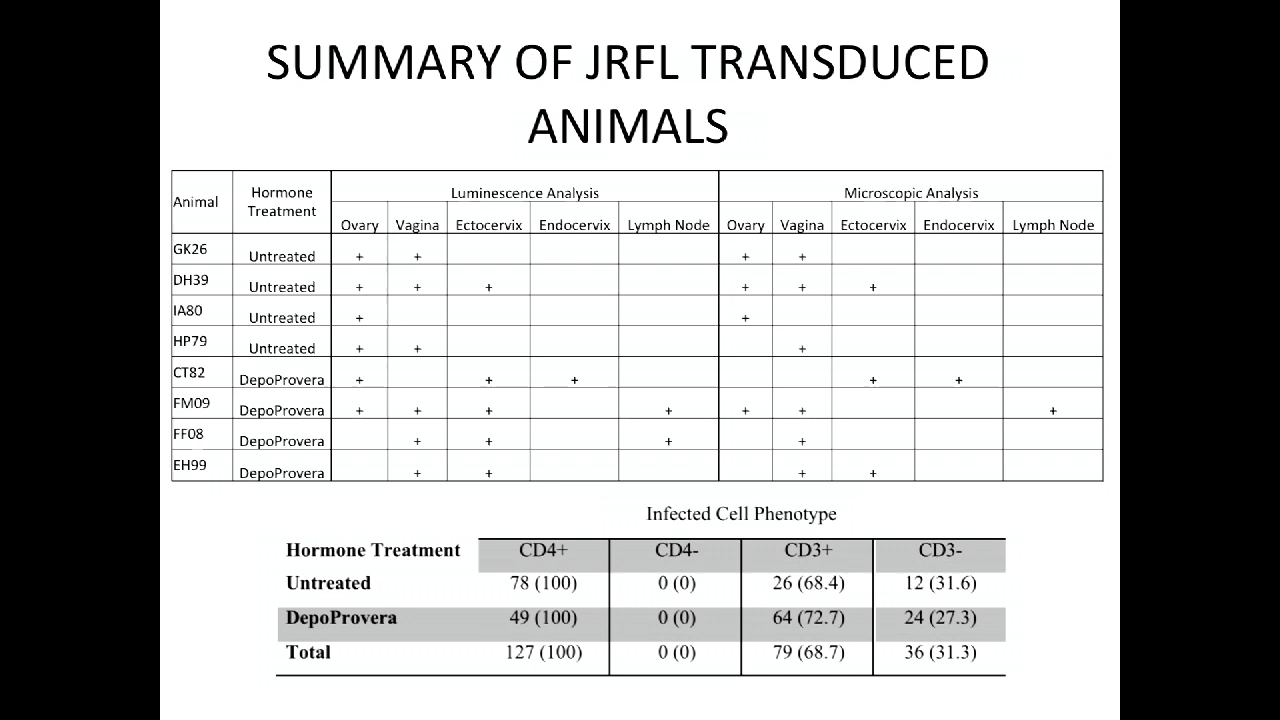 SUMMARY OF JRFL TRANSDUCED
ANIMALS
Animal Hormone Treatment Luminescence Analysis Microscopic Analysis
Ovary Vagina Ectocervix Endocervix Lymph Node Ovary Vagina Ectocervix Endocervix Lymph Node
GK26 Untreated + + + +
DH39 Untreated + + + + + +
IA80 Untreated + +
HP79 Untreated + + +
CT82 DepoProvera + + + + +
FM09 DepoProvera + + + + + + +
FF08 DepoProvera + + + +
EH99 DepoProvera + + + +
Infected Cell Phenotype
Hormone Treatment CD4+ CD4- CD3+ CD3-
Untreated 78 (100) 0 (0) 26 (68.4) 12 (31.6)
DepoProvera 49 (100) 0 (0) 64 (72.7) 24 (27.3)
Total 127 (100) 0 (0) 79 (68.7) 36 (31.3)